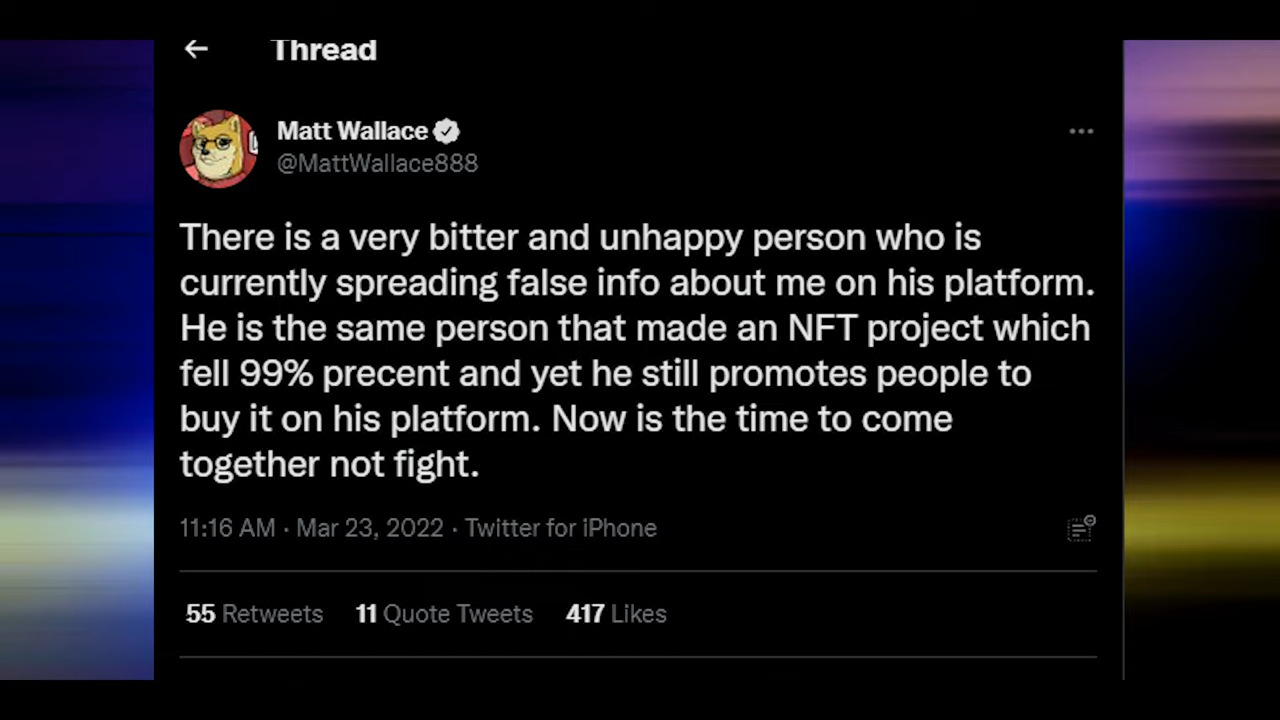 Thread
Matt Wallace
@MattWallace888
There is a very bitter and unhappy person who is
currently spreading false info about me on his platform.
He is the same person that made an NFT project which
fell 99% precent and yet he still promotes people to
buy it on his platform. Now is the time to come
together not fight.
11:16 AM · Mar 23, 2022 · Twitter for iPhone
55 Retweets 11 Quote Tweets 417 Likes